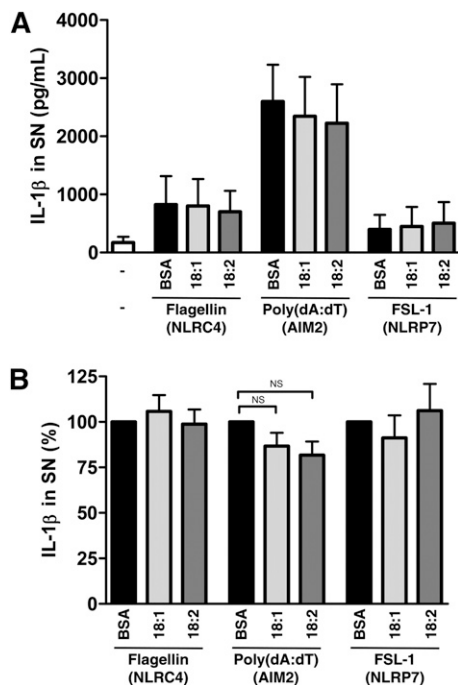 A
IL-1β in SN (pg/mL)
4000
3000
2000
1000
0
- BSA 18:1 18:2 BSA 18:1 18:2 BSA 18:1 18:2
- Flagellin Poly(dA:dT) FSL-1
(NLRC4) (AIM2) (NLRP7)
B
IL-1β in SN (%)
125
100
75
50
25
0
NS
NS
BSA 18:1 18:2 BSA 18:1 18:2 BSA 18:1 18:2
Flagellin Poly(dA:dT) FSL-1
(NLRC4) (AIM2) (NLRP7)